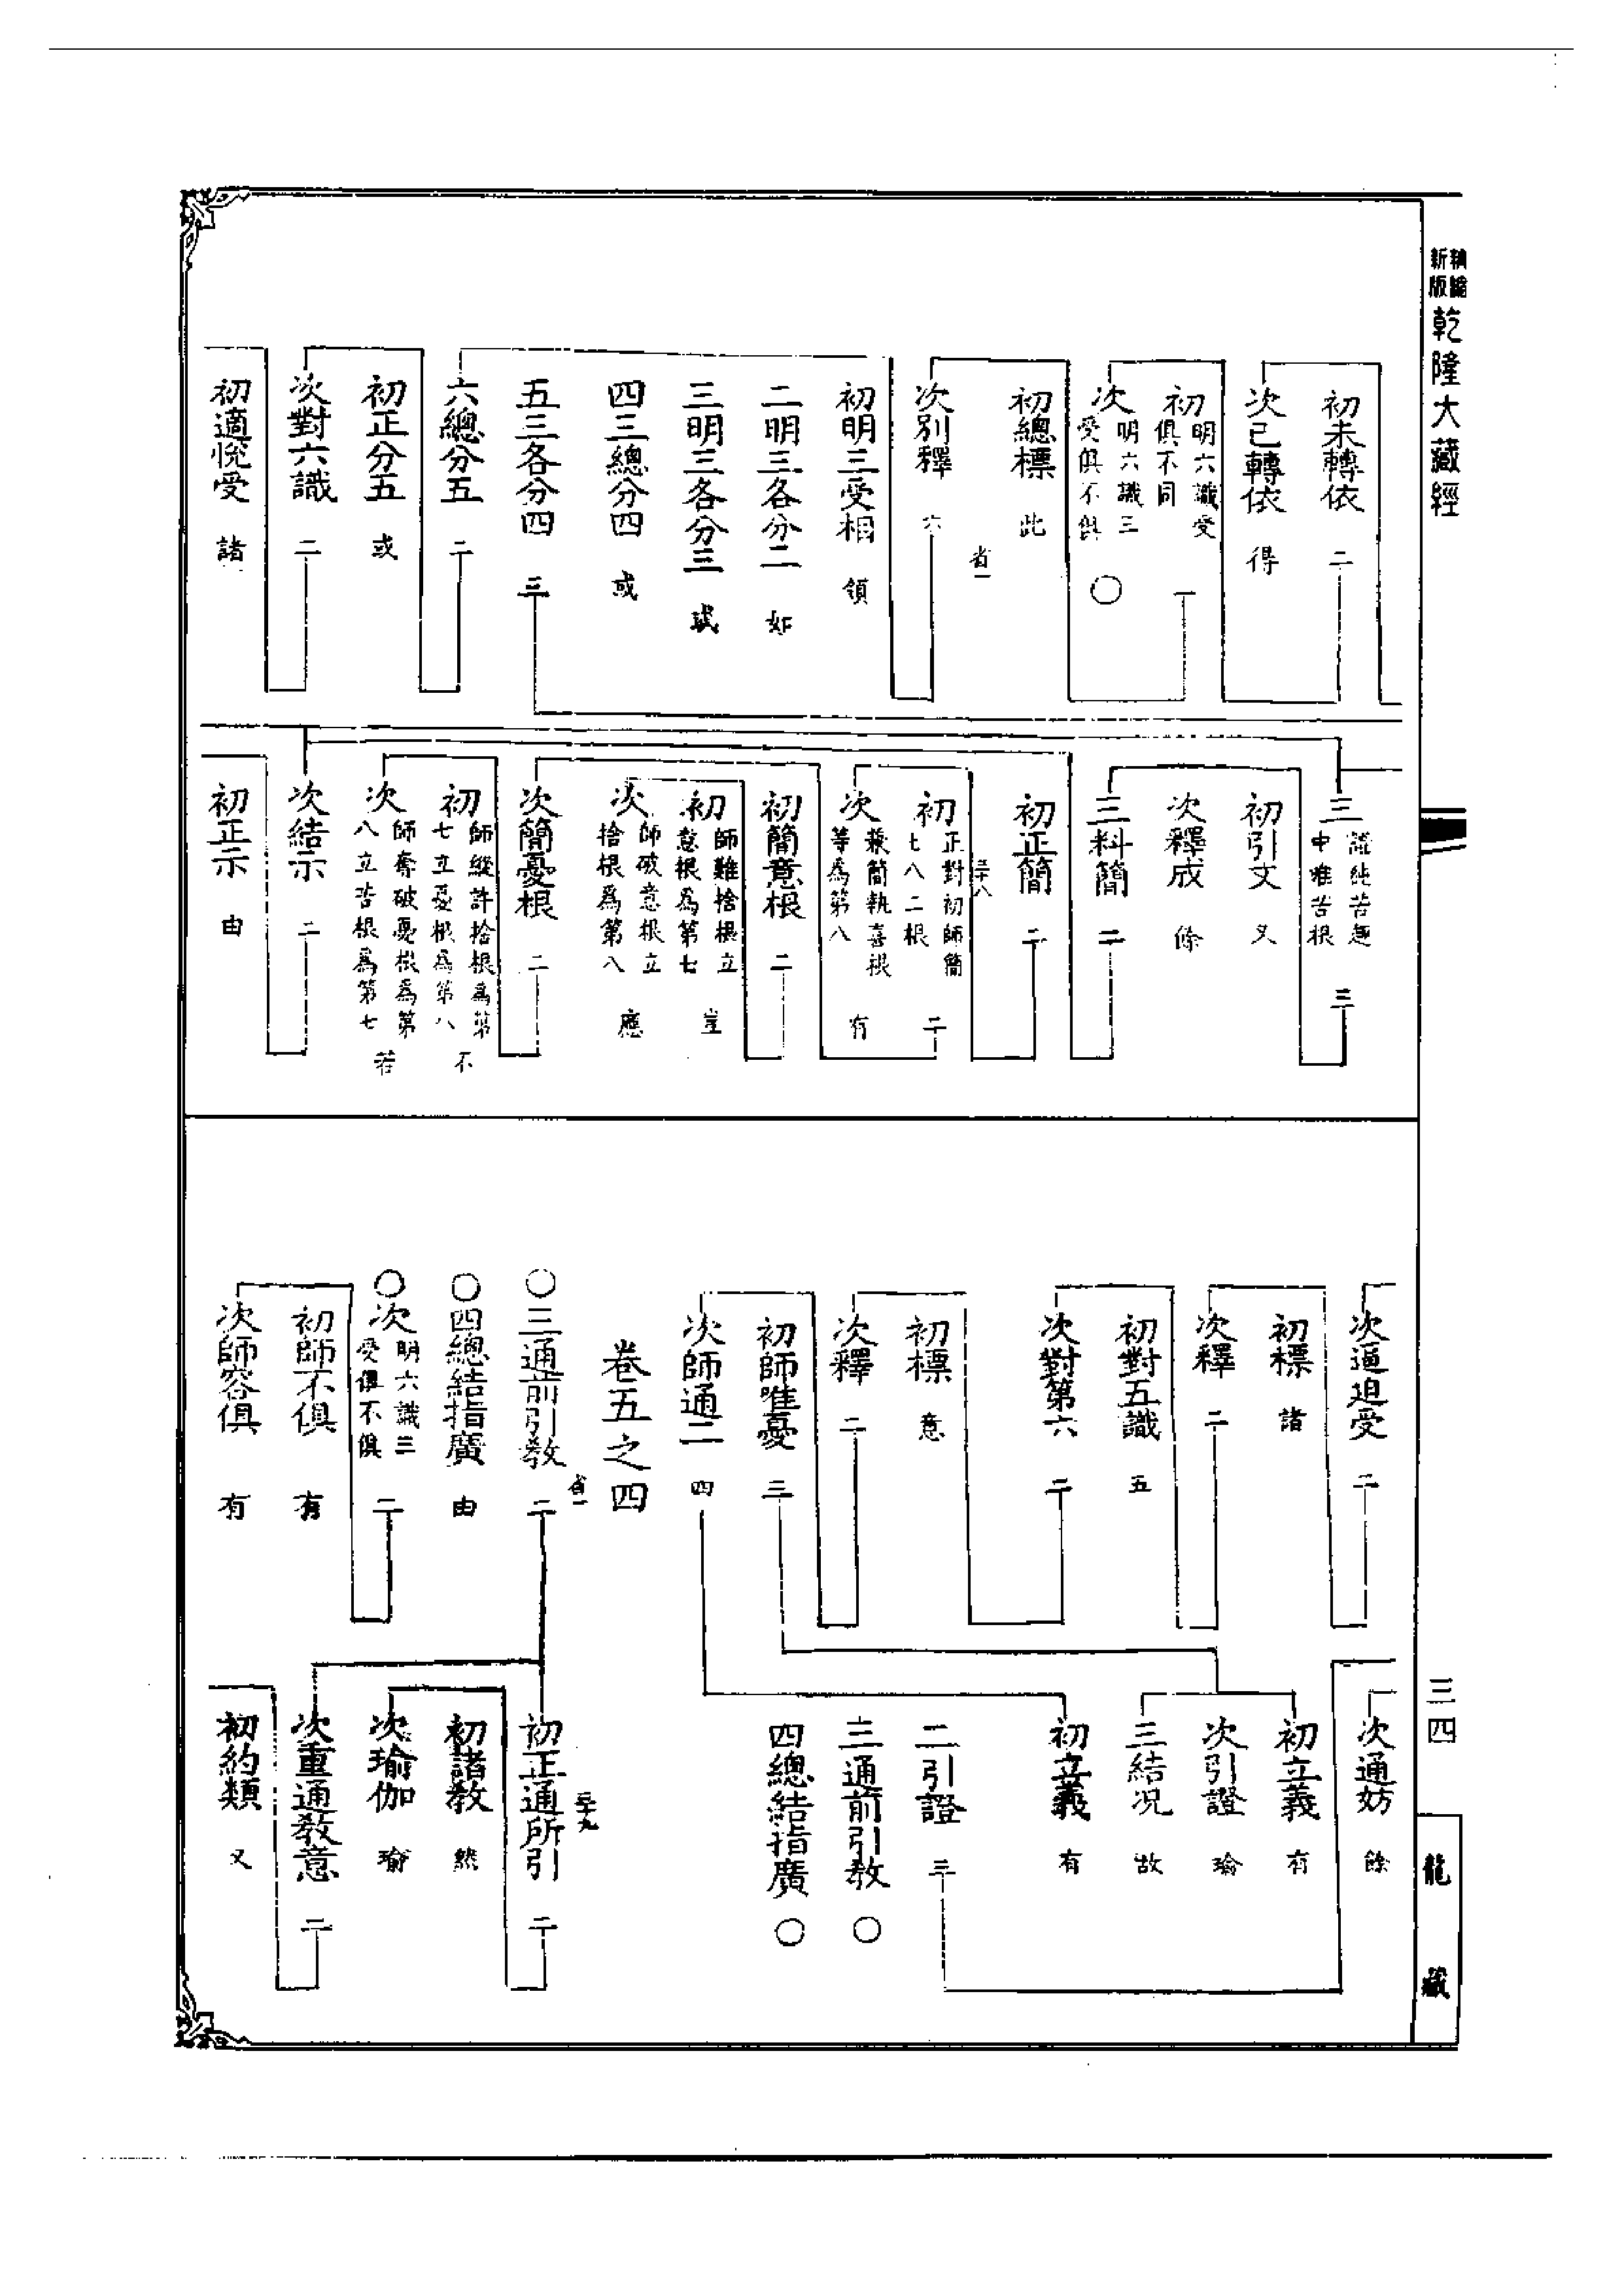 精縮新版 乾隆大藏經
三四
龍藏
初未轉依 二
次已轉依 得
初明六識受俱不同 一
次明六識三受俱不俱 ○
初總標 此
省一
次別釋 六
初明三受相 領
二明三各分二 如
三明三各分三 或
四三總分四 或
五三各分四 三
六總分五 二
初正分五 或
次對六識 二
初適悅受 諸
三謂純苦趣中唯苦根 三
初引文 又
次釋成 餘
三料簡 二
初正簡 二
三十八
初正對初師簡七八二根 二
次兼簡執喜根等為第八 有
初簡意根 二
初師難捨根立意根為第七 豈
次師破意根立捨根為第八 應
次簡憂根 二
初師縱許捨根為第七立憂根為第八 不
次師奪破憂根為第八立苦根為第七 若
次結示 二
初正示 由
次逼迫受 二
初標 諸
次釋 二
初對五識 五
次對第六 二
初標 意
次釋 二
初師唯憂 三
次師通二 四
卷五之四
省一
○三通前引教 二
○四總結指廣 由
○次明六識三受俱不俱 二
初師不俱 有
次師容俱 有
次通妨 餘
初立義 有
次引證 瑜
三結況 故
初立義 有
二引證 三
三通前引教 ○
四總結指廣 ○
三十九
初正通所引 二
初諸教 然
次瑜伽 瑜
次重通教意 二
初約類 又